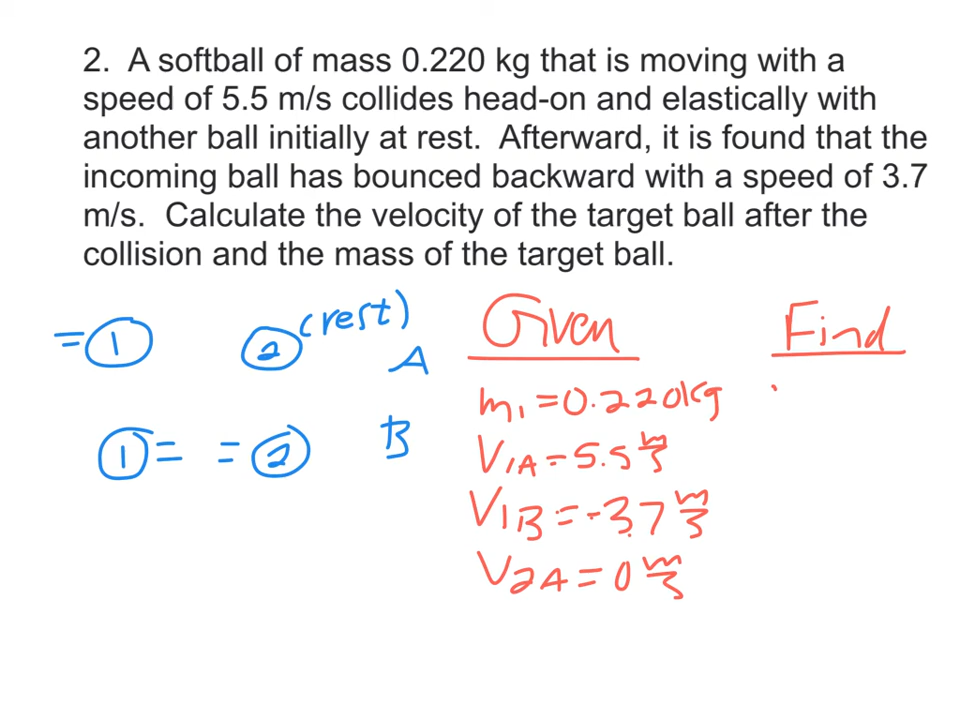 2. A softball of mass 0.220 kg that is moving with a
speed of 5.5 m/s collides head-on and elastically with
another ball initially at rest. Afterward, it is found that the
incoming ball has bounced backward with a speed of 3.7
m/s. Calculate the velocity of the target ball after the
collision and the mass of the target ball.
= 1 2 (rest) A
1 = = 2 B
Given
m1 = 0.220kg
V1A = 5.5 m/s
V1B = -3.7 m/s
V2A = 0 m/s
Find